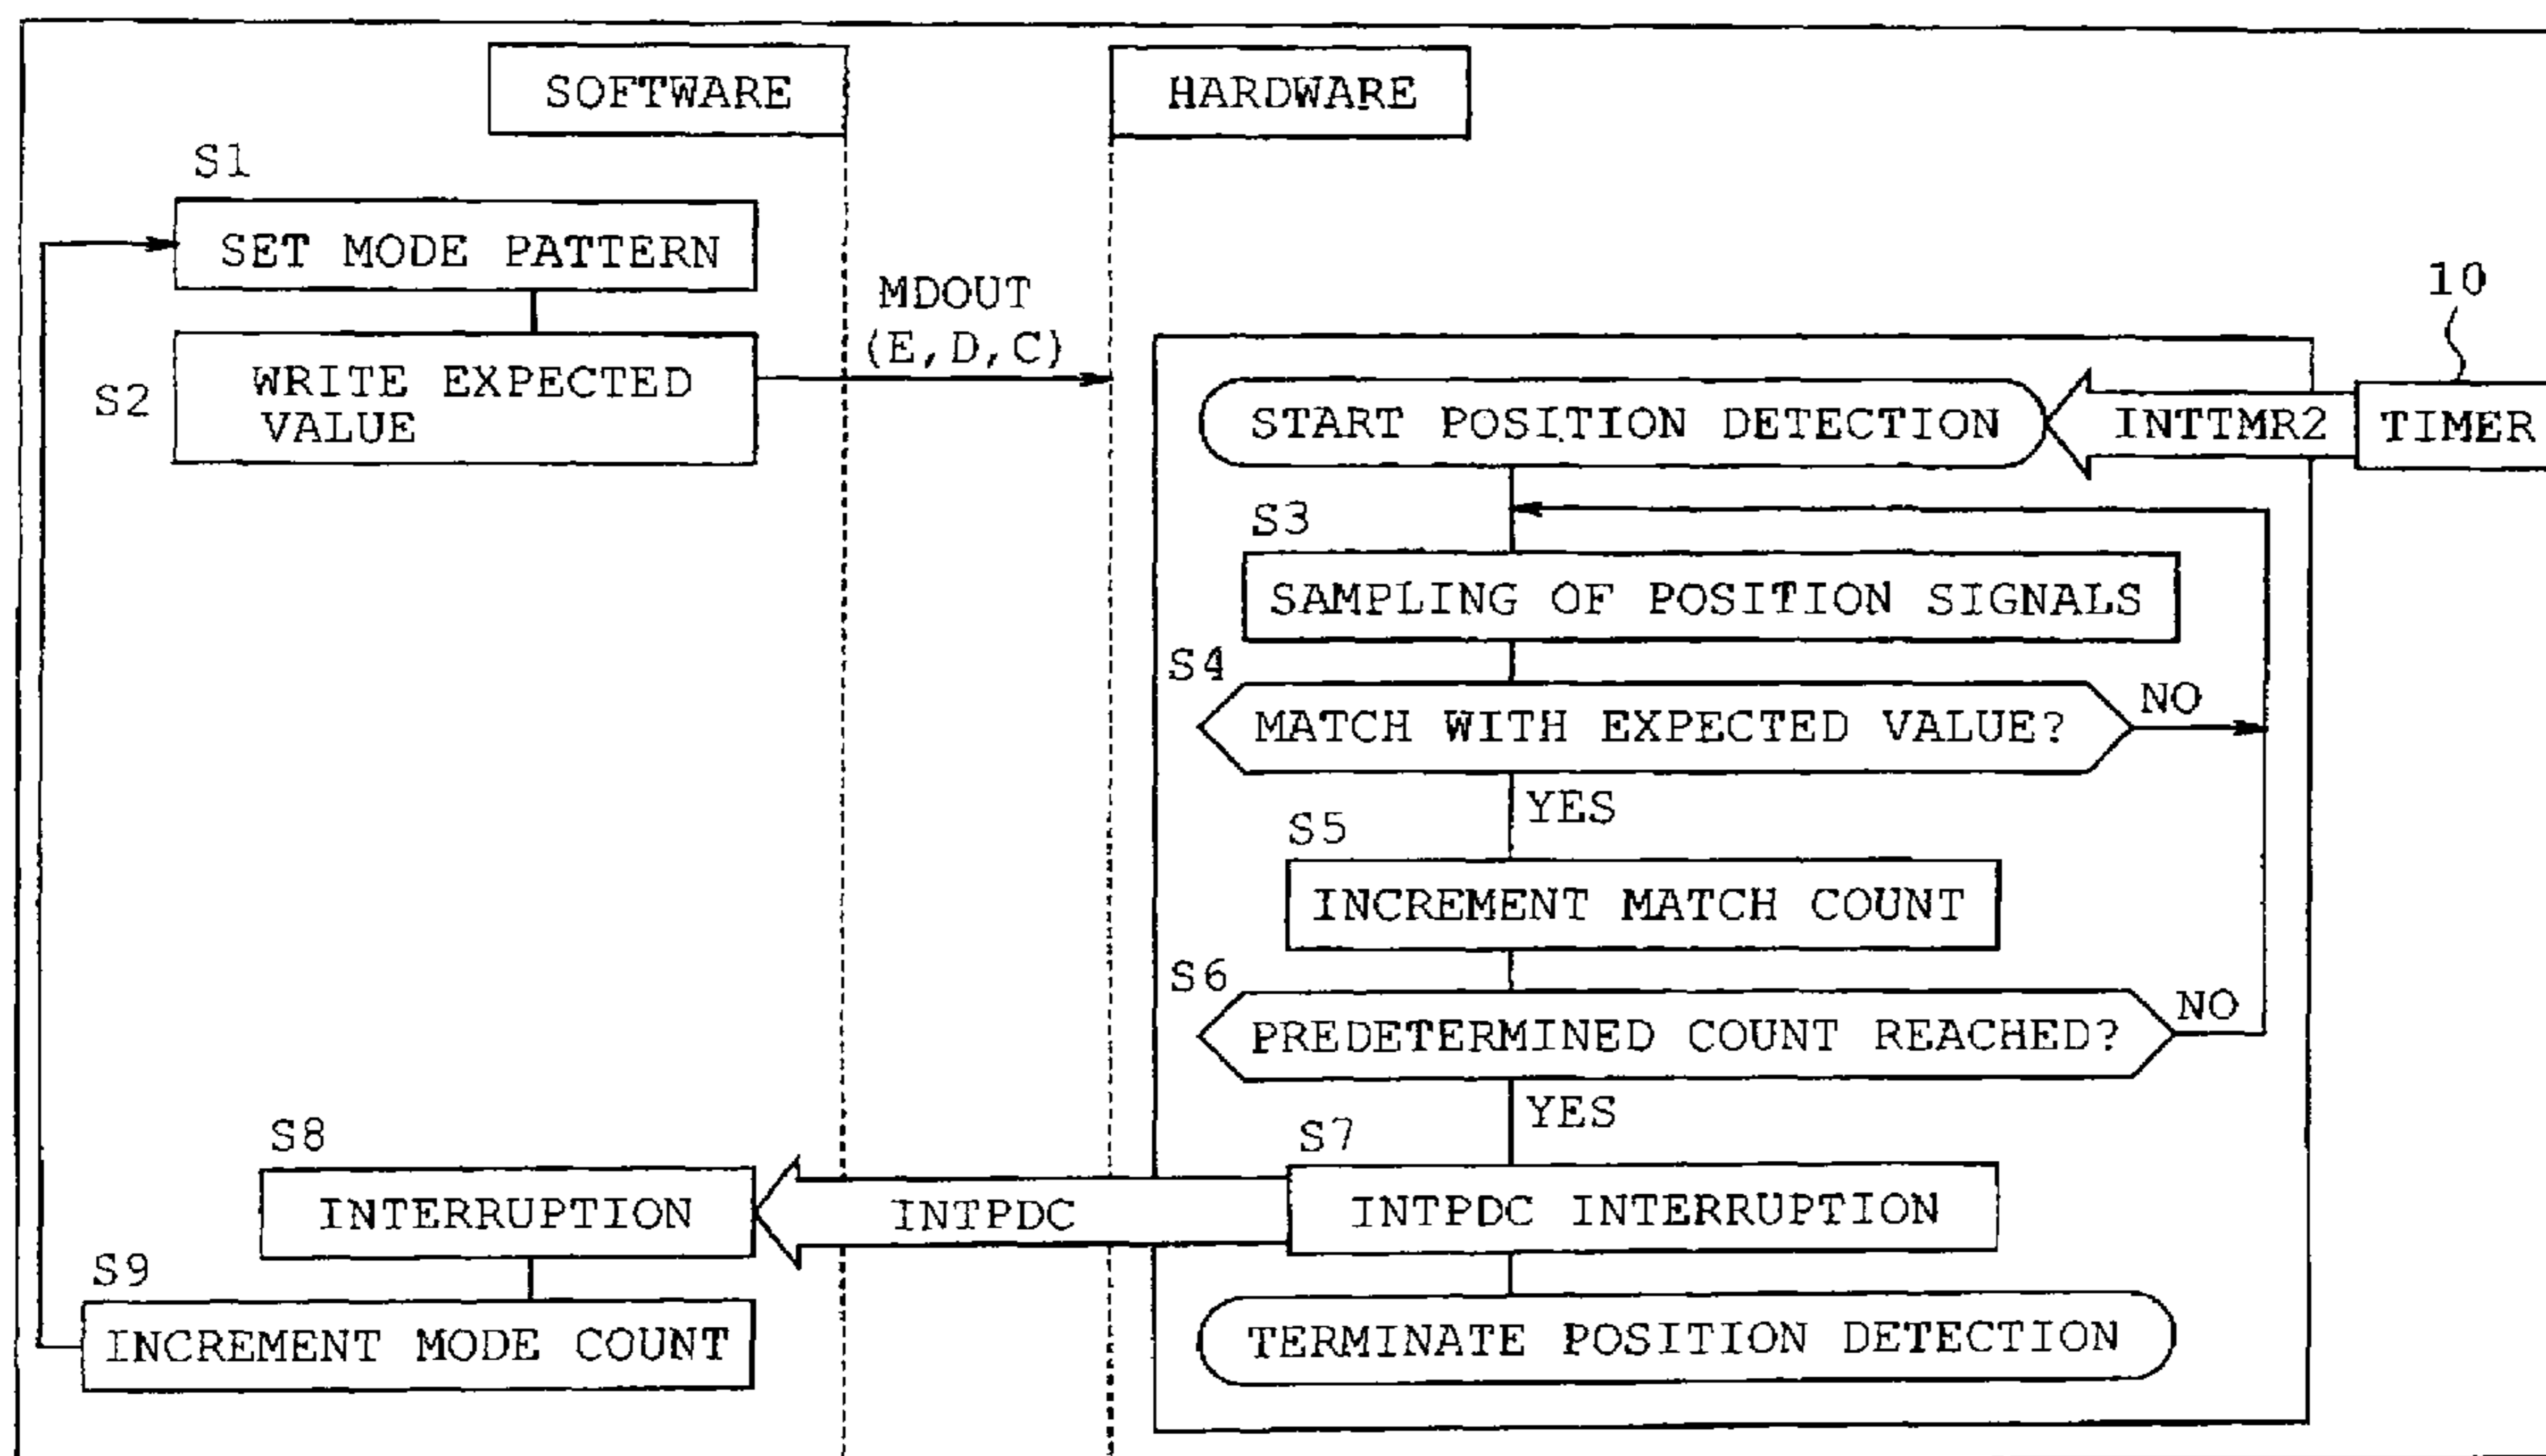 SOFTWARE
HARDWARE
S1
SET MODE PATTERN
MDOUT
(E,D,C)
10
S2
WRITE EXPECTED
VALUE
START POSITION DETECTION
INTTMR2
TIMER
S3
SAMPLING OF POSITION SIGNALS
S4
MATCH WITH EXPECTED VALUE?
NO
YES
S5
INCREMENT MATCH COUNT
S6
PREDETERMINED COUNT REACHED?
NO
YES
S8
S7
INTERRUPTION
INTPDC
INTPDC INTERRUPTION
S9
INCREMENT MODE COUNT
TERMINATE POSITION DETECTION